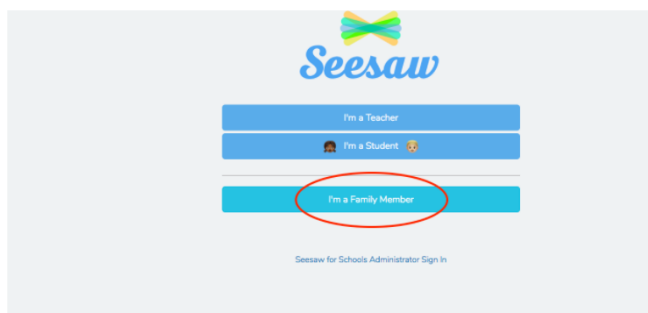 Seesaw
I'm a Teacher
I'm a Student
I'm a Family Member
Seesaw for Schools Administrator Sign In